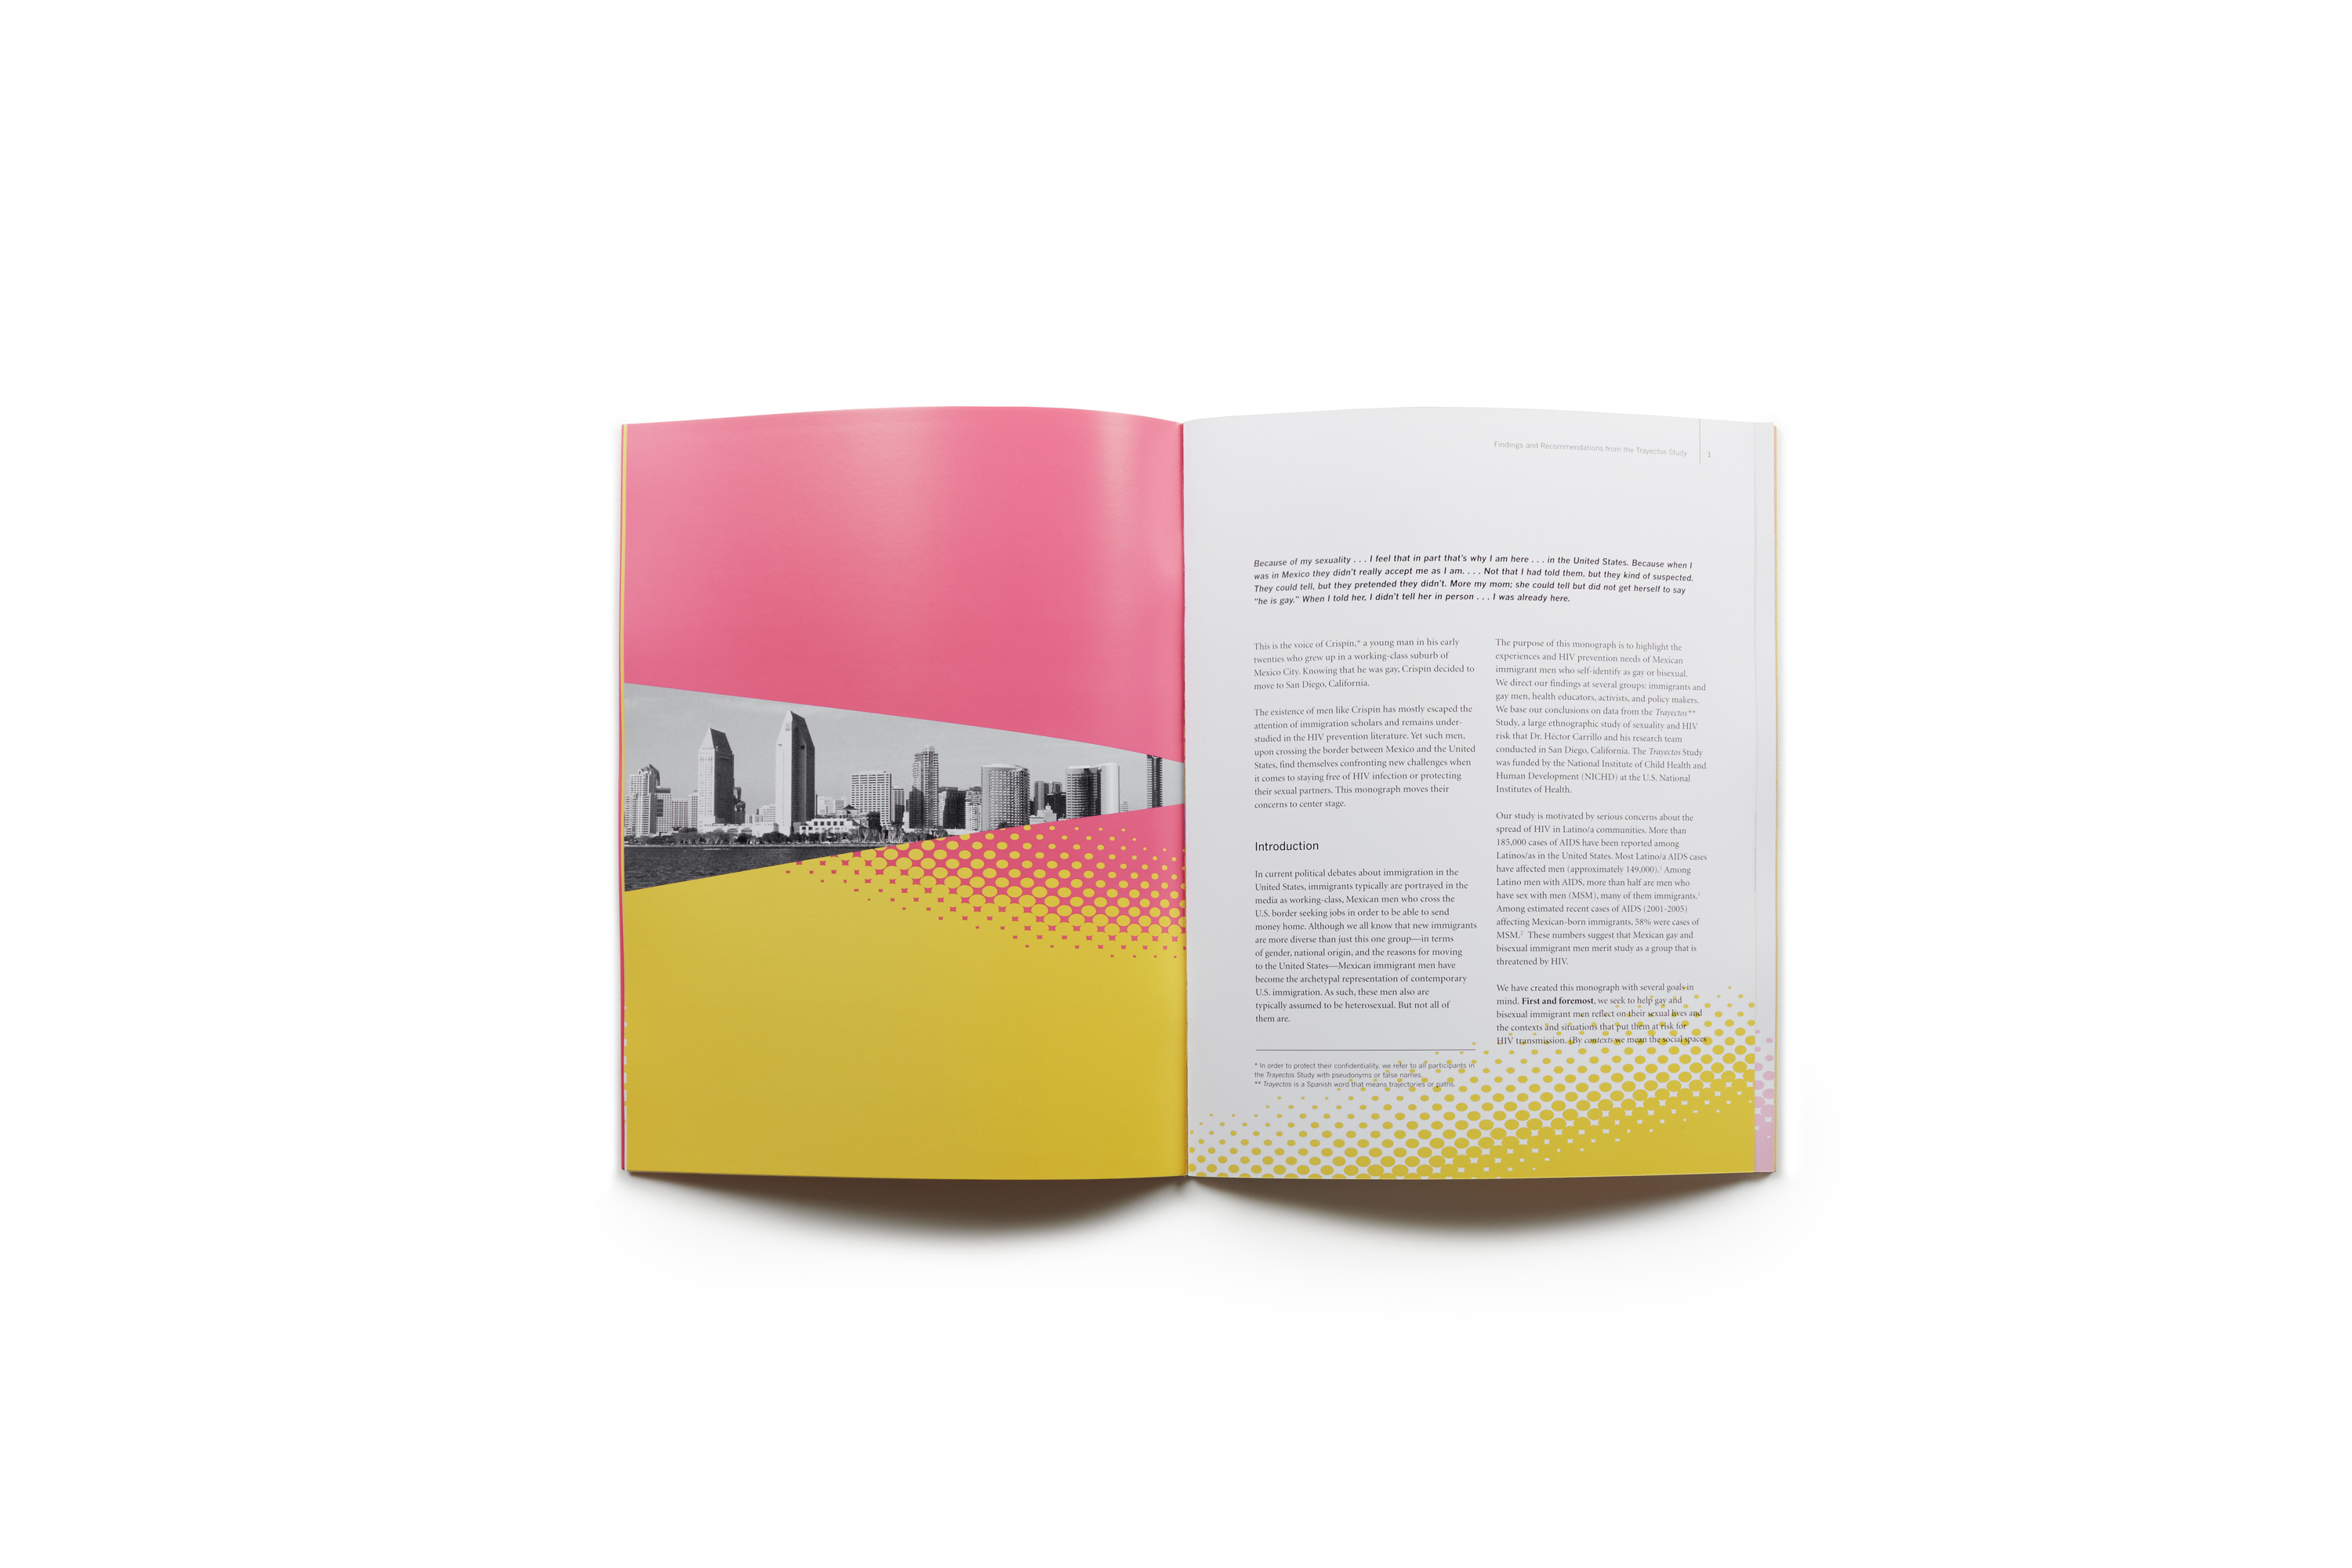 Findings and Recommendations from the Trayectos Study
1
Because of my sexuality . . . I feel that in part that's why I am here . . . in the United States. Because when I
was in Mexico they didn't really accept me as I am. . . . Not that I had told them, but they kind of suspected.
They could tell, but they pretended they didn't. More my mom; she could tell but did not get herself to say
"he is gay." When I told her, I didn't tell her in person . . . I was already here.
This is the voice of Crispin,* a young man in his early
twenties who grew up in a working-class suburb of
Mexico City. Knowing that he was gay, Crispin decided to
move to San Diego, California.
The existence of men like Crispin has mostly escaped the
attention of immigration scholars and remains under-
studied in the HIV prevention literature. Yet such men,
upon crossing the border between Mexico and the United
States, find themselves confronting new challenges when
it comes to staying free of HIV infection or protecting
their sexual partners. This monograph moves their
concerns to center stage.
Introduction
In current political debates about immigration in the
United States, immigrants typically are portrayed in the
media as working-class, Mexican men who cross the
U.S. border seeking jobs in order to be able to send
money home. Although we all know that new immigrants
are more diverse than just this one group—in terms
of gender, national origin, and the reasons for moving
to the United States—Mexican immigrant men have
become the archetypal representation of contemporary
U.S. immigration. As such, these men also are
typically assumed to be heterosexual. But not all of
them are.
* In order to protect their confidentiality, we refer to all participants in
the Trayectos Study with pseudonyms or false names.
** Trayectos is a Spanish word that means trajectories or paths.
The purpose of this monograph is to highlight the
experiences and HIV prevention needs of Mexican
immigrant men who self-identify as gay or bisexual.
We direct our findings at several groups: immigrants and
gay men, health educators, activists, and policy makers.
We base our conclusions on data from the Trayectos**
Study, a large ethnographic study of sexuality and HIV
risk that Dr. Héctor Carrillo and his research team
conducted in San Diego, California. The Trayectos Study
was funded by the National Institute of Child Health and
Human Development (NICHD) at the U.S. National
Institutes of Health.
Our study is motivated by serious concerns about the
spread of HIV in Latino/a communities. More than
185,000 cases of AIDS have been reported among
Latinos/as in the United States. Most Latino/a AIDS cases
have affected men (approximately 149,000).1 Among
Latino men with AIDS, more than half are men who
have sex with men (MSM), many of them immigrants.1
Among estimated recent cases of AIDS (2001-2005)
affecting Mexican-born immigrants, 58% were cases of
MSM.2 These numbers suggest that Mexican gay and
bisexual immigrant men merit study as a group that is
threatened by HIV.
We have created this monograph with several goals in
mind. First and foremost, we seek to help gay and
bisexual immigrant men reflect on their sexual lives and
the contexts and situations that put them at risk for
HIV transmission. (By contexts we mean the social spaces